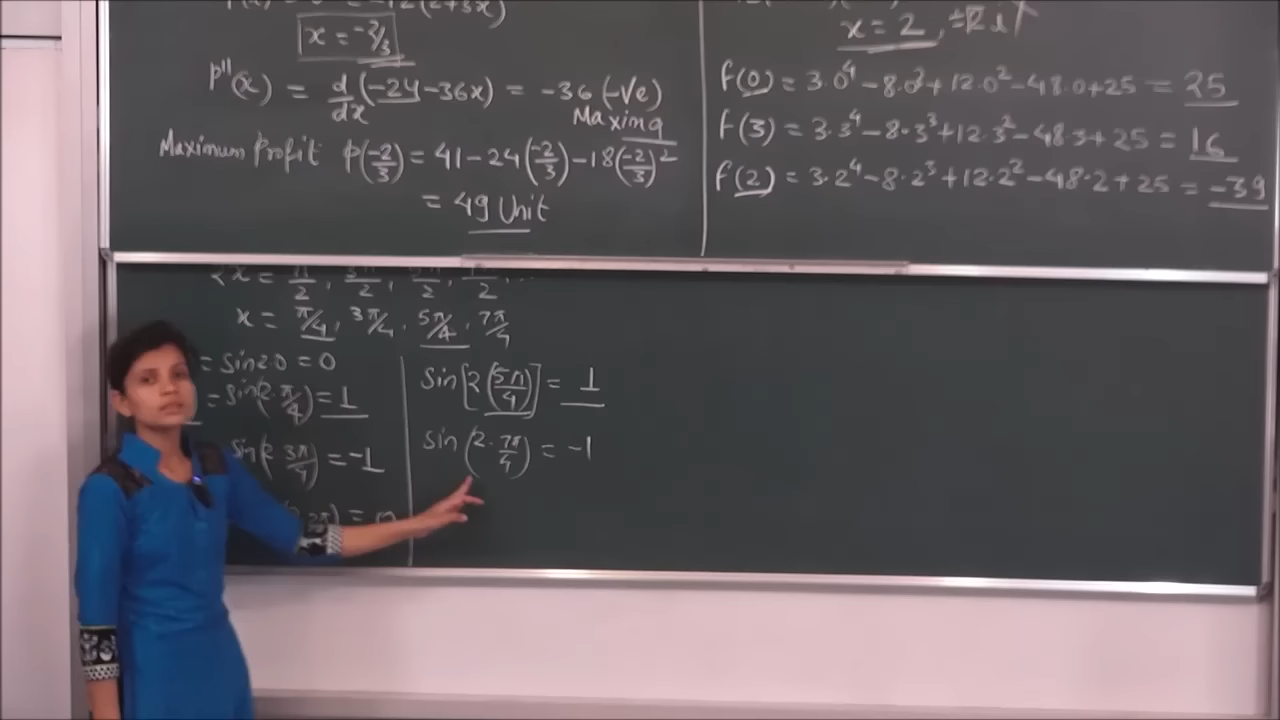 x = -2/3
p''(x) = d/dx (-24-36x) = -36 (-ve)
Maxing
Maximum Profit p(-2/3) = 41-24(-2/3)-18(-2/3)^2
= 49 Unit
x = 2,
f(0) = 3.0^4-8.0^3+12.0^2-48.0+25 = 25
f(3) = 3.3^4-8.3^3+12.3^2-48.3+25 = 16
f(2) = 3.2^4-8.2^3+12.2^2-48.2+25 = -39
x = π/4, 3π/4, 5π/4, 7π/4
= sin2.0 = 0
= sin(2.π/4) = 1
sin(2.3π/4) = -1
sin[2(5π/4)] = 1
sin(2.7π/4) = -1